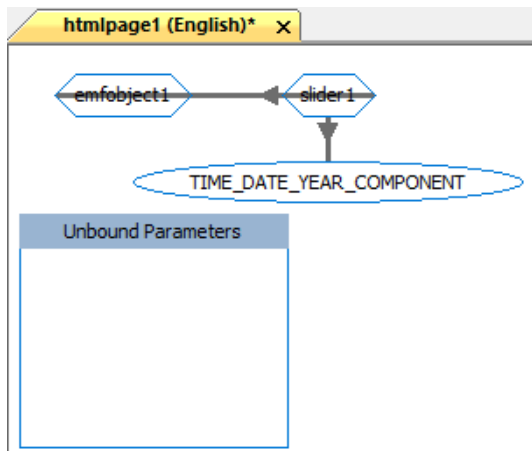 htmlpage1 (English)* ×
emfobject1
slider1
TIME_DATE_YEAR_COMPONENT
Unbound Parameters